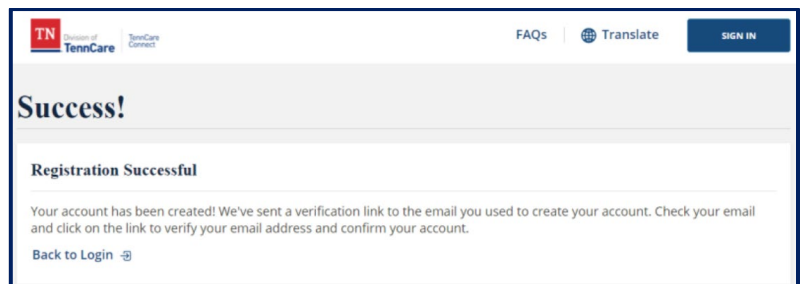 TN Division of TennCare TennCare Connect
FAQs Translate SIGN IN
Success!
Registration Successful
Your account has been created! We've sent a verification link to the email you used to create your account. Check your email
and click on the link to verify your email address and confirm your account.
Back to Login